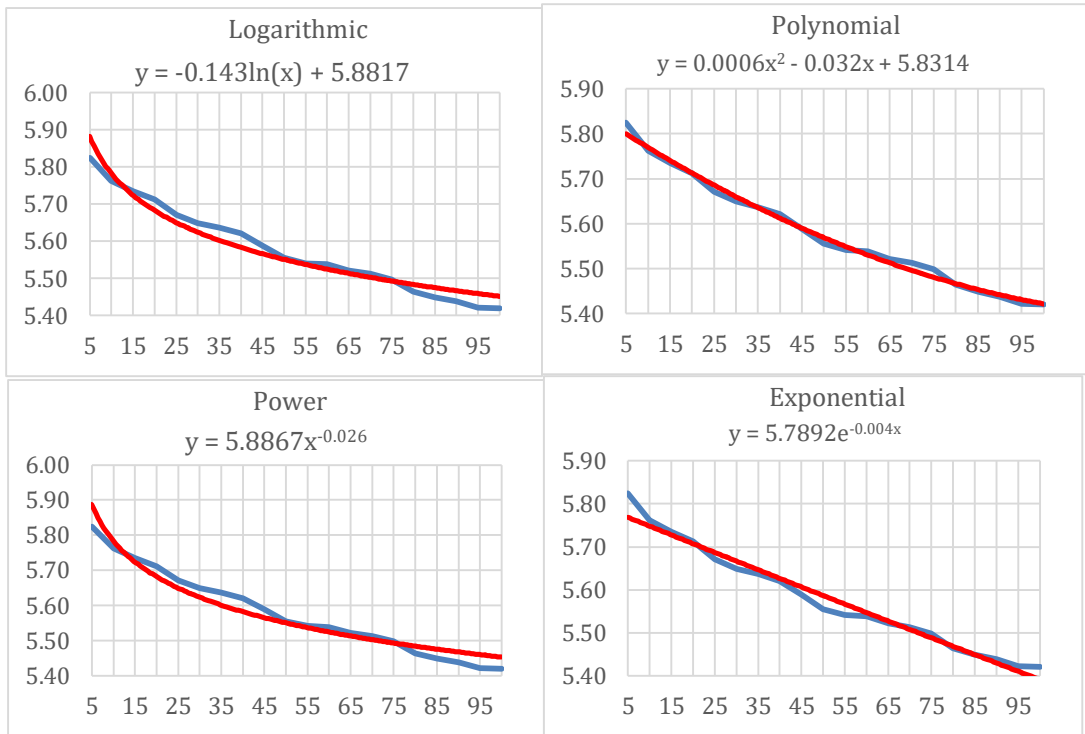 Logarithmic
y = -0.143ln(x) + 5.8817
6.00
5.90
5.80
5.70
5.60
5.50
5.40
5 15 25 35 45 55 65 75 85 95
Polynomial
y = 0.0006x² - 0.032x + 5.8314
5.90
5.80
5.70
5.60
5.50
5.40
5 15 25 35 45 55 65 75 85 95
Power
y = 5.8867x⁻⁰·⁰²⁶
6.00
5.90
5.80
5.70
5.60
5.50
5.40
5 15 25 35 45 55 65 75 85 95
Exponential
y = 5.7892e⁻⁰·⁰⁰⁴ˣ
5.90
5.80
5.70
5.60
5.50
5.40
5 15 25 35 45 55 65 75 85 95